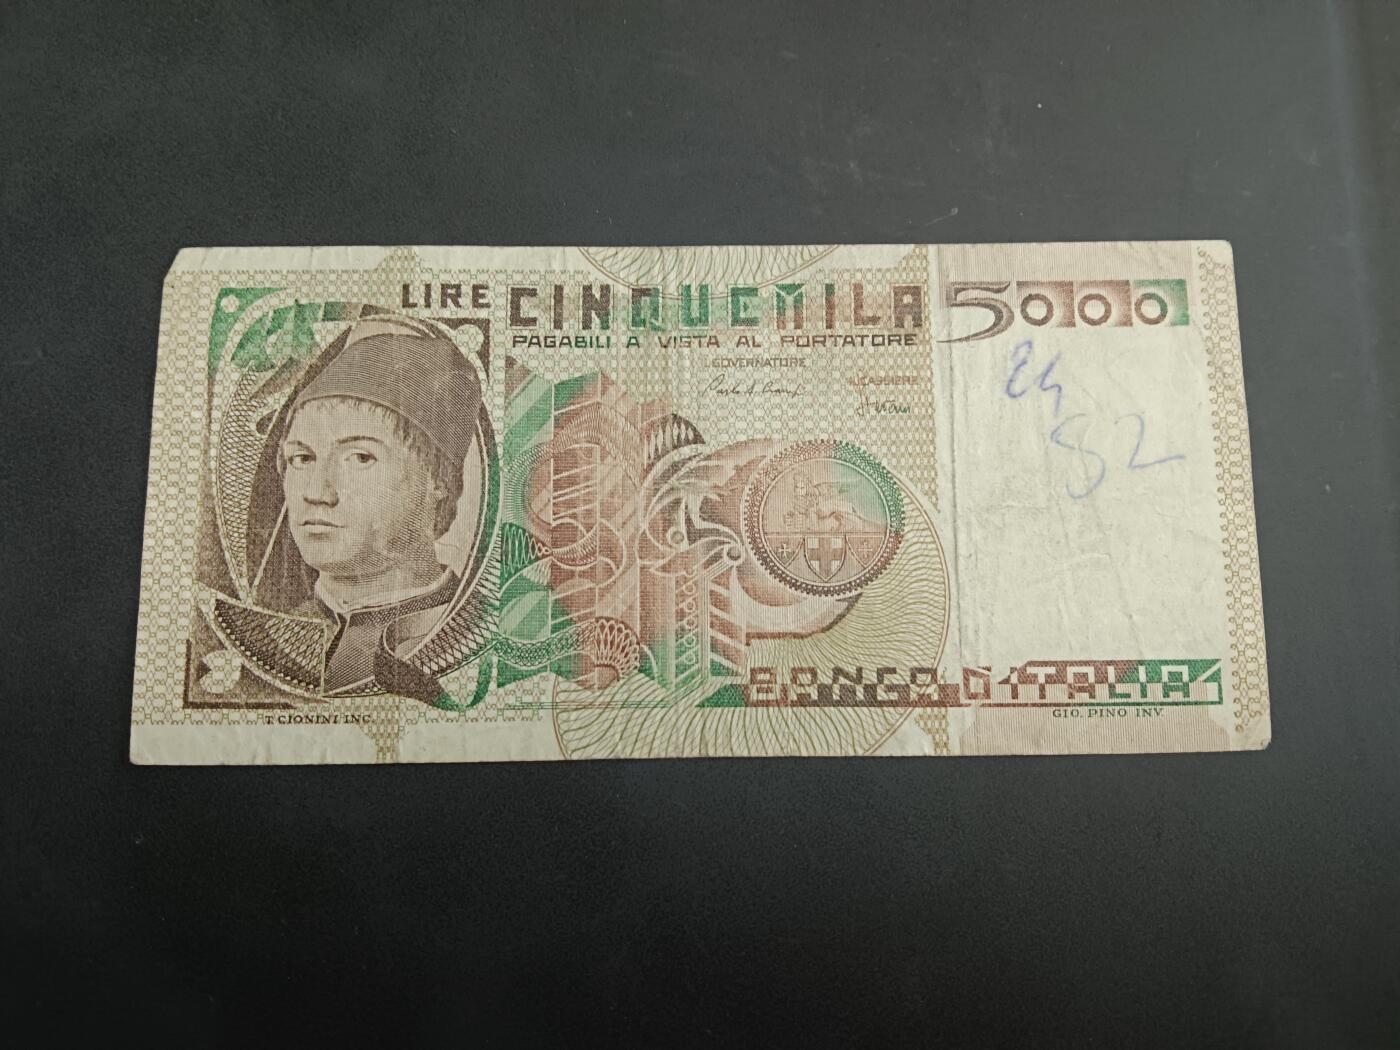 LIRE CINQUEMILA 5000
PAGABILI A VISTA AL PORTATORE
IL GOVERNATORE
IL CASSIERE
82
BANCA D'ITALIA
T. CIONINI INC.
GIO. PINO INV.